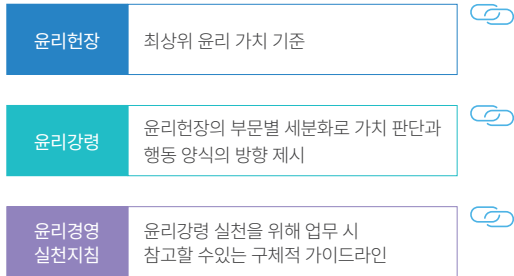 윤리헌장
최상위 윤리 가치 기준
윤리강령
윤리헌장의 부문별 세분화로 가치 판단과
행동 양식의 방향 제시
윤리경영
실천지침
윤리강령 실천을 위해 업무 시
참고할 수있는 구체적 가이드라인